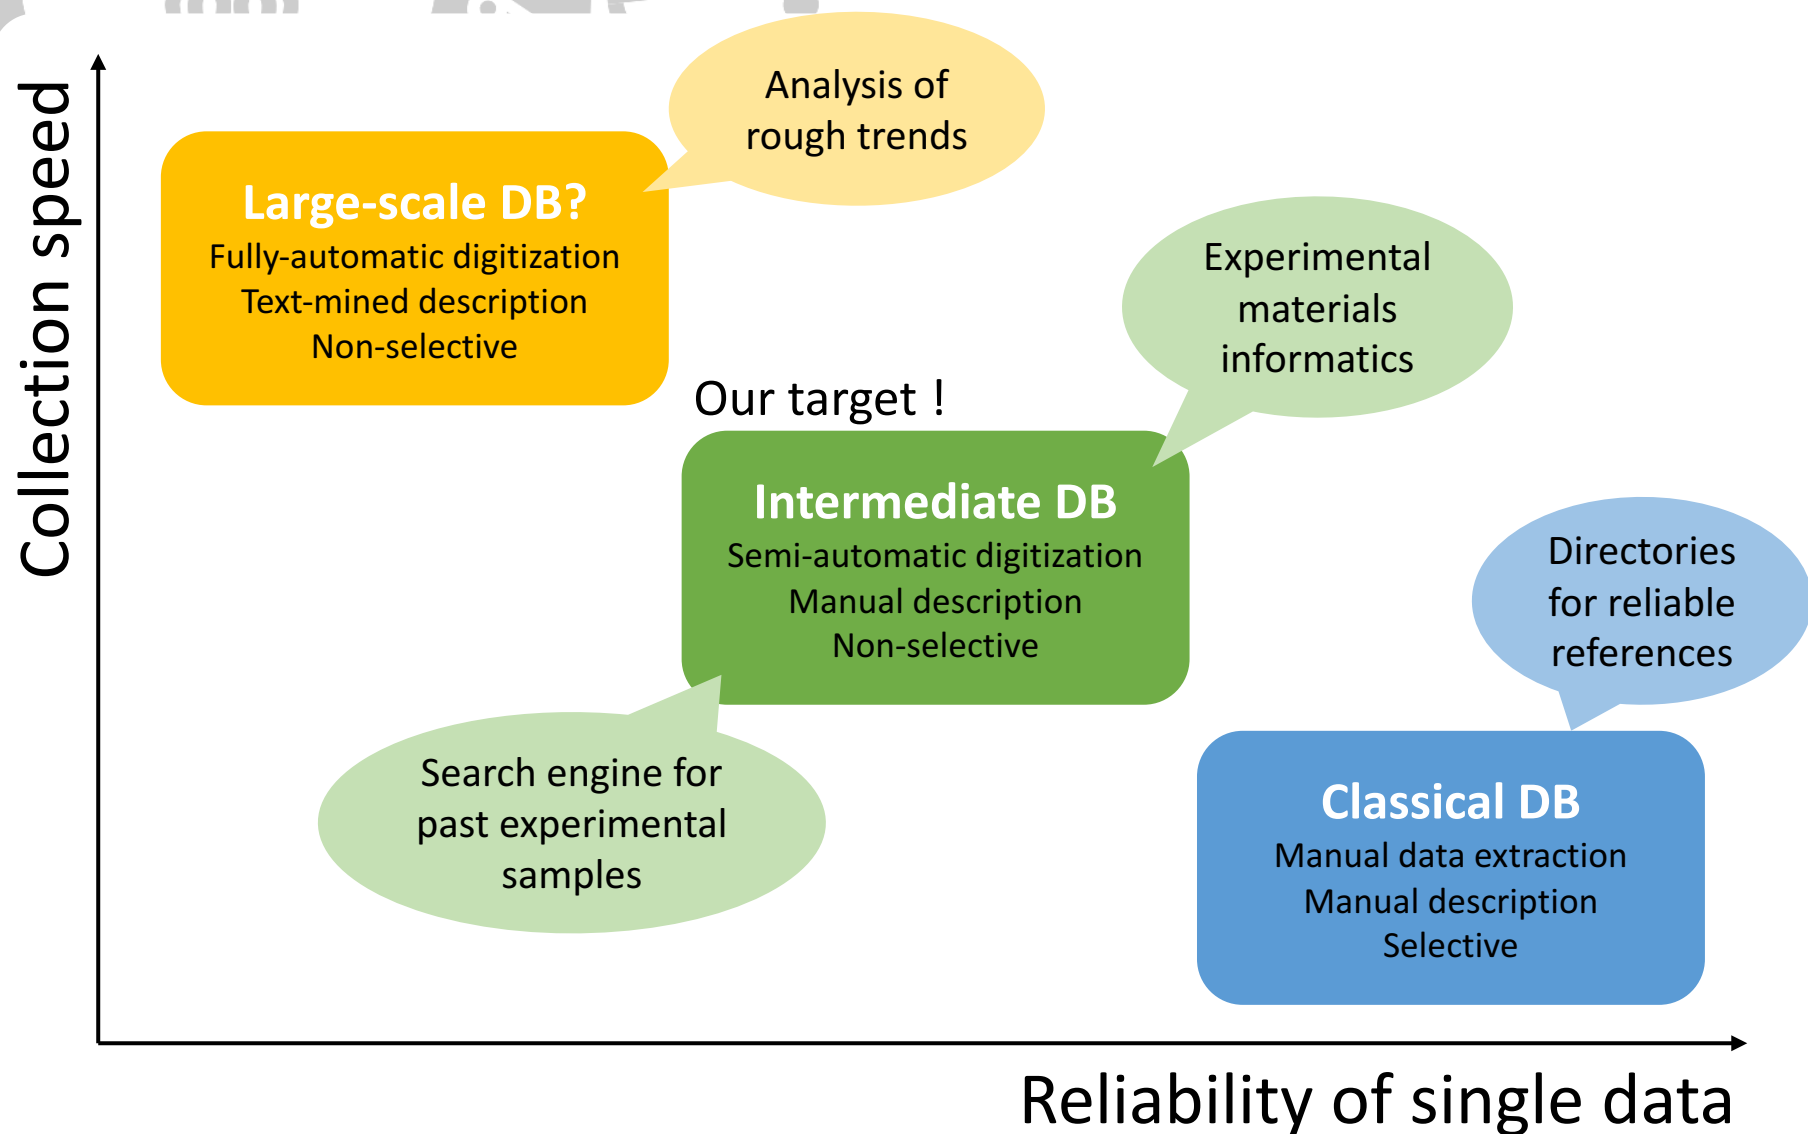 Collection speed
Analysis of
rough trends
Large-scale DB?
Fully-automatic digitization
Text-mined description
Non-selective
Experimental
materials
informatics
Our target !
Intermediate DB
Semi-automatic digitization
Manual description
Non-selective
Directories
for reliable
references
Search engine for
past experimental
samples
Classical DB
Manual data extraction
Manual description
Selective
Reliability of single data